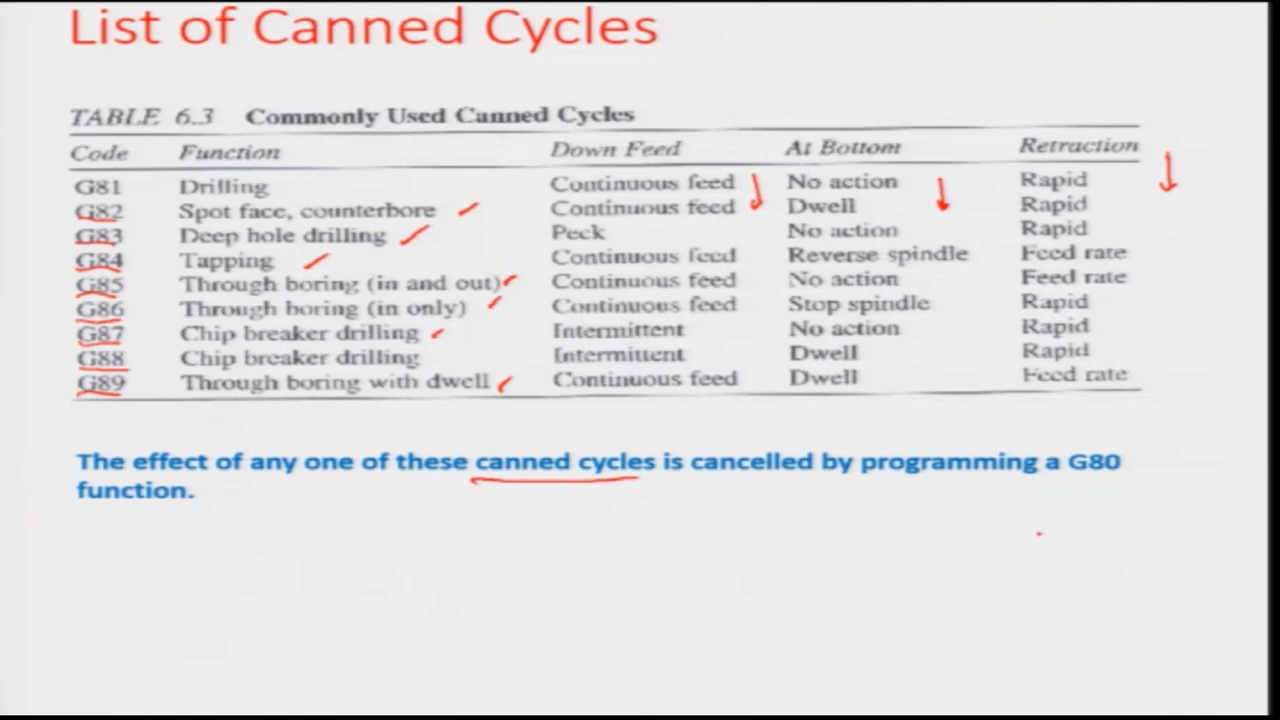 List of Canned Cycles
TABLE 6.3 Commonly Used Canned Cycles
Code Function Down Feed At Bottom Retraction
G81 Drilling Continuous feed No action Rapid
G82 Spot face, counterbore Continuous feed Dwell Rapid
G83 Deep hole drilling Peck No action Rapid
G84 Tapping Continuous feed Reverse spindle Feed rate
G85 Through boring (in and out) Continuous feed No action Feed rate
G86 Through boring (in only) Continuous feed Stop spindle Rapid
G87 Chip breaker drilling Intermittent No action Rapid
G88 Chip breaker drilling Intermittent Dwell Rapid
G89 Through boring with dwell Continuous feed Dwell Feed rate
The effect of any one of these canned cycles is cancelled by programming a G80
function.